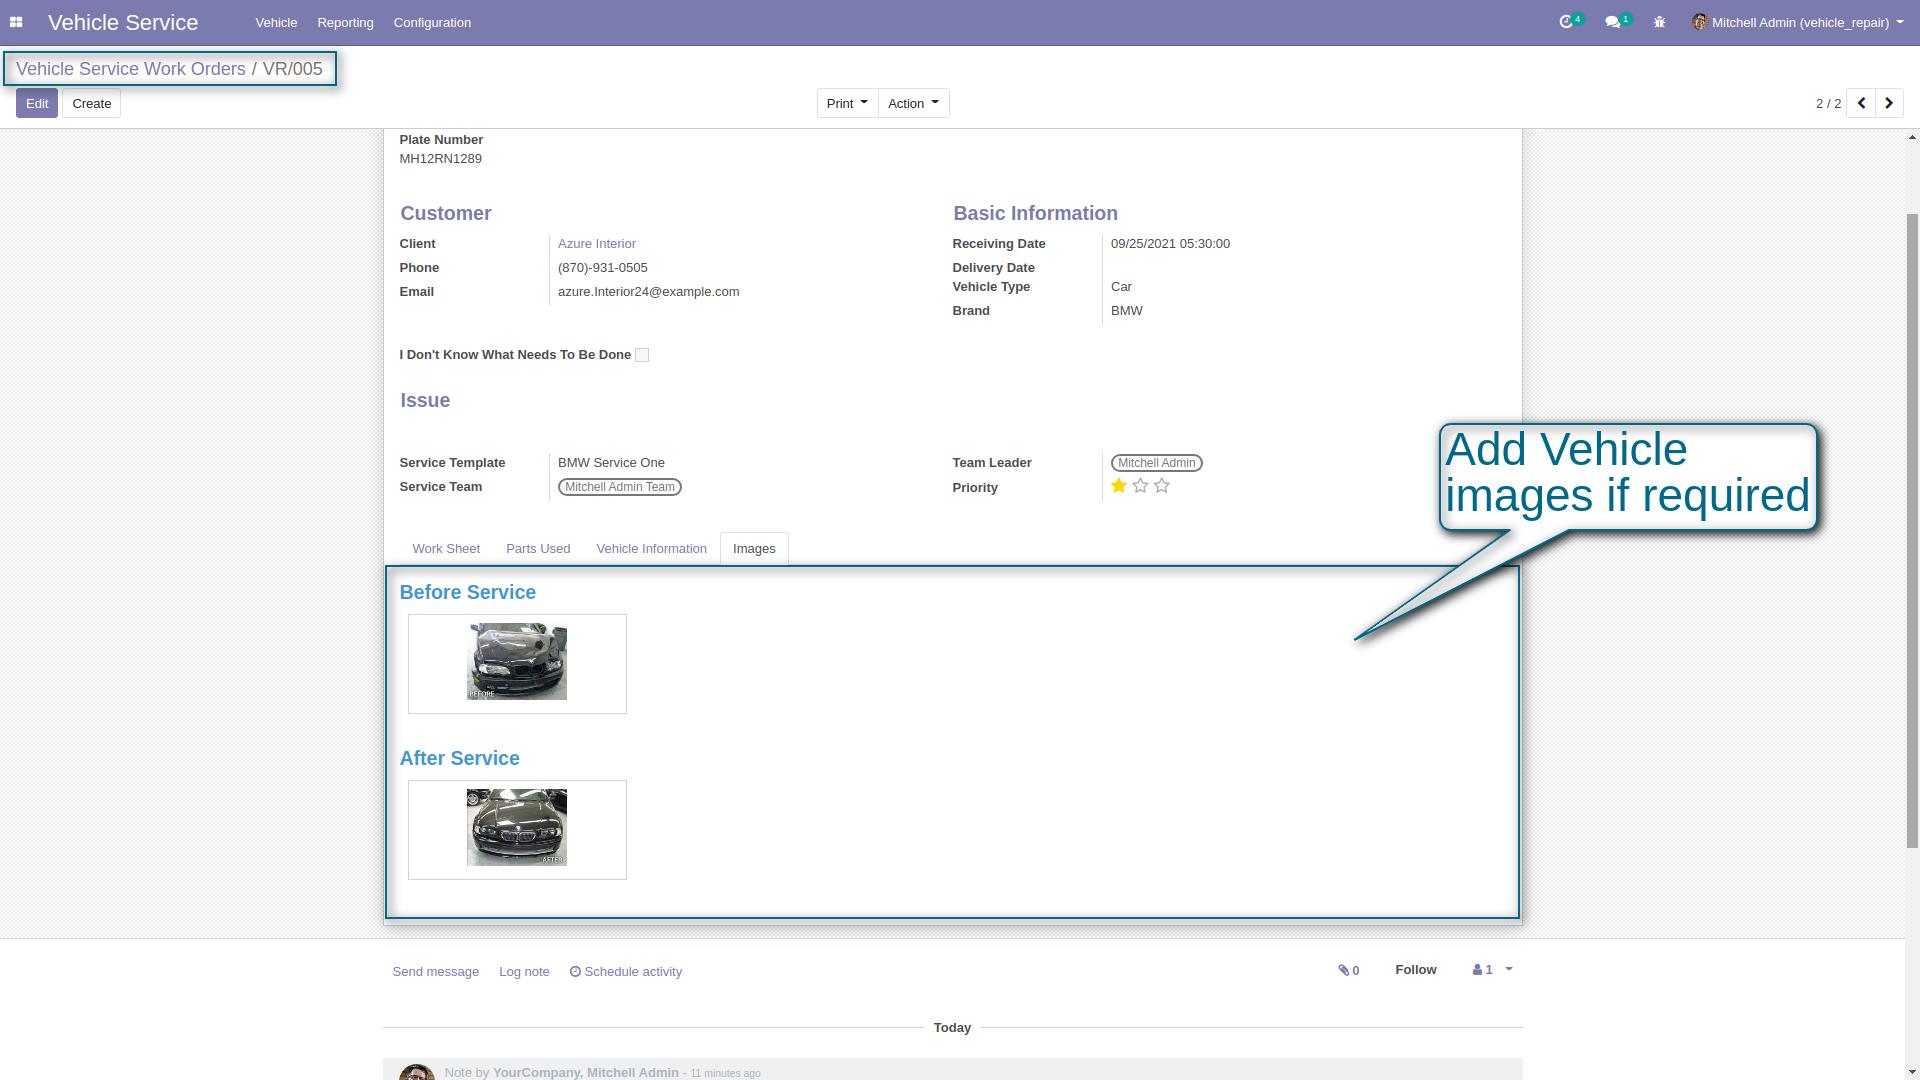 Vehicle Service Vehicle Reporting Configuration 4 1 Mitchell Admin (vehicle_repair)
Vehicle Service Work Orders / VR/005
Edit Create Print Action 2 / 2
Plate Number
MH12RN1289
Customer Basic Information
Client Azure Interior Receiving Date 09/25/2021 05:30:00
Phone (870)-931-0505 Delivery Date
Email azure.Interior24@example.com Vehicle Type Car
Brand BMW
I Don't Know What Needs To Be Done
Issue
Add Vehicle
images if required
Service Template BMW Service One Team Leader Mitchell Admin
Service Team Mitchell Admin Team Priority
Work Sheet Parts Used Vehicle Information Images
Before Service
BEFORE
After Service
AFTER
Send message Log note Schedule activity 0 Follow 1
Today
Note by YourCompany, Mitchell Admin - 11 minutes ago